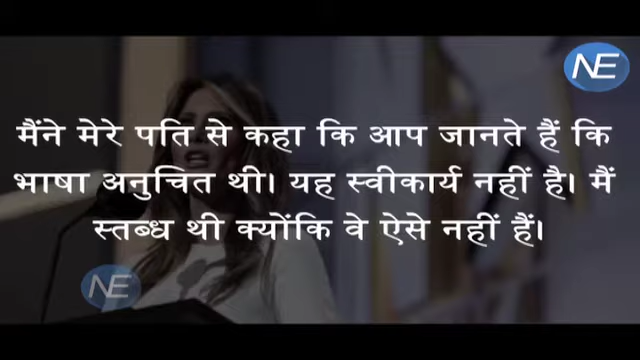 NE
मैंने मेरे पति से कहा कि आप जानते हैं कि
भाषा अनुचित थी। यह स्वीकार्य नहीं है। मैं
स्तब्ध थी क्योंकि वे ऐसे नहीं हैं।
NE